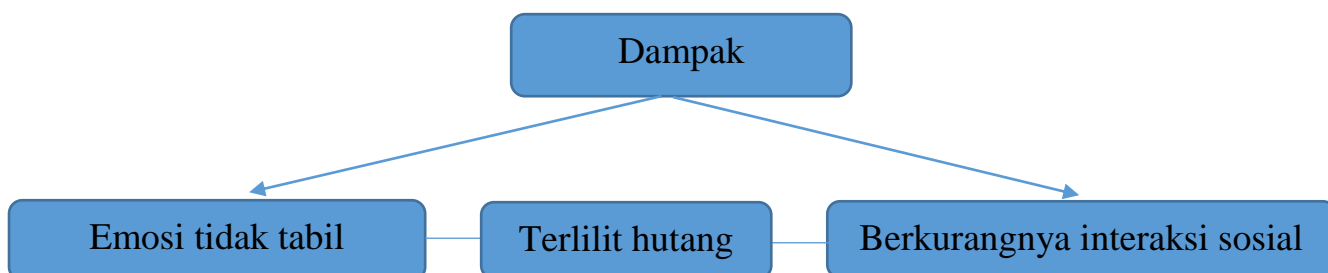 Dampak
Emosi tidak tabil
Terlilit hutang
Berkurangnya interaksi sosial